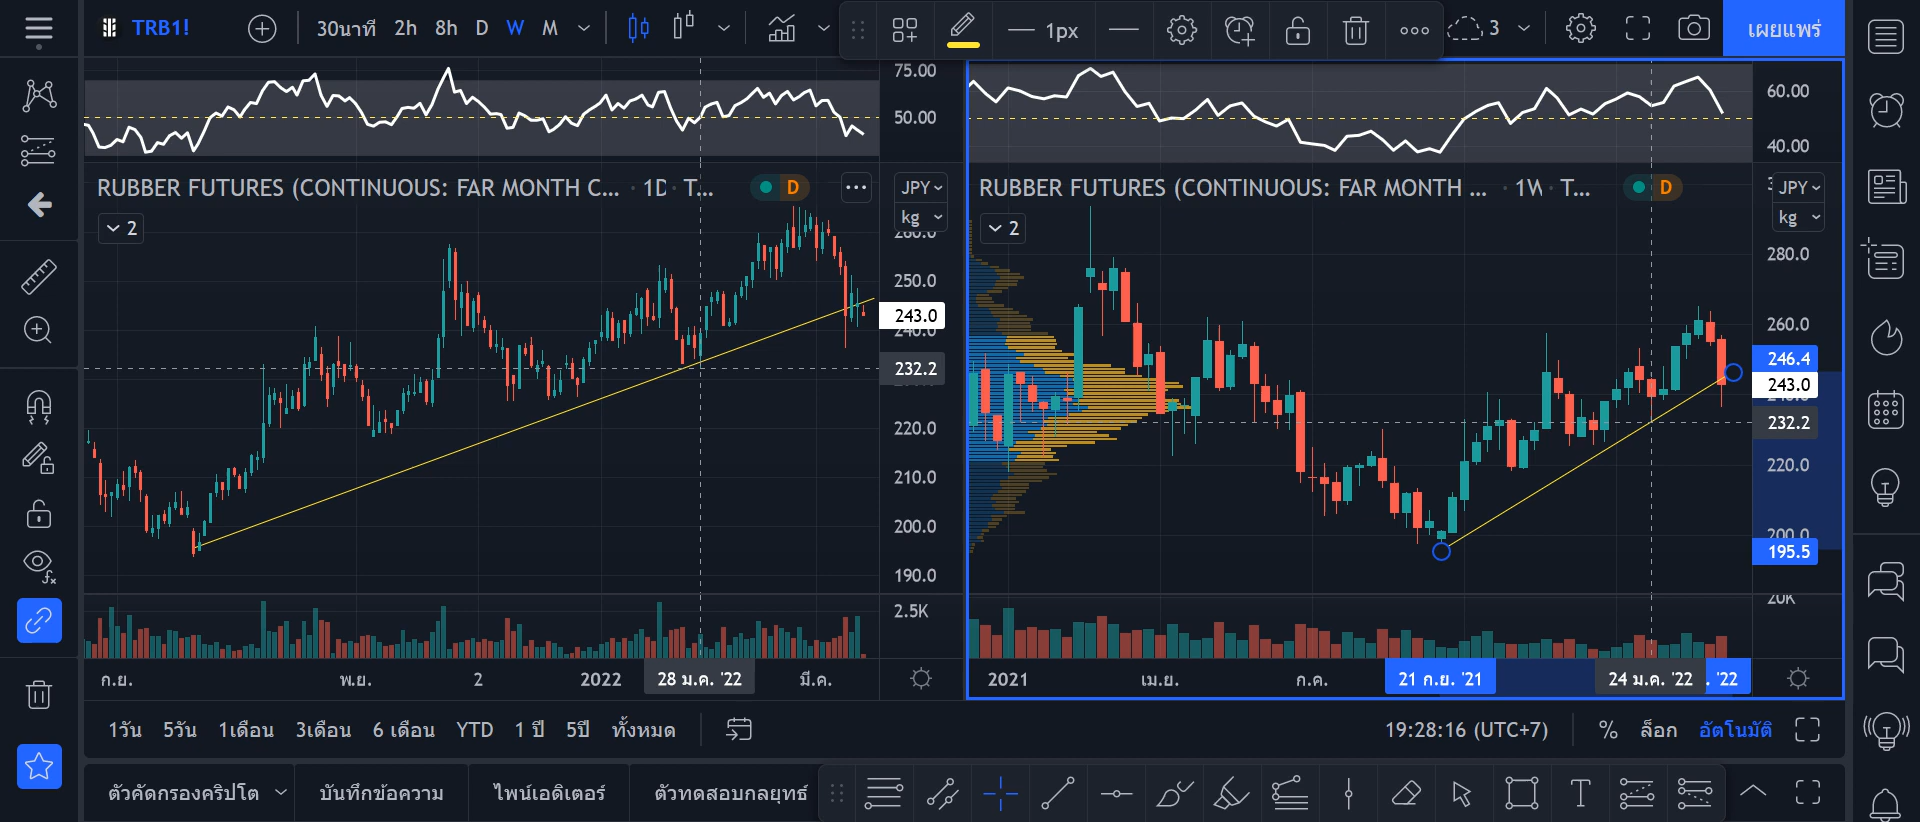 TRB1!
30นาที 2h 8h D W M
1px
3
เผยแพร่
75.00
50.00
RUBBER FUTURES (CONTINUOUS: FAR MONTH C... · 1D · T...
D
JPY
kg
2
260.0
250.0
243.0
240.0
232.2
220.0
210.0
200.0
190.0
2.5K
ก.ย. พ.ย. 2 2022 28 ม.ค. '22 มี.ค.
60.00
40.00
RUBBER FUTURES (CONTINUOUS: FAR MONTH ... · 1W · T...
D
JPY
kg
2
280.0
260.0
246.4
243.0
232.2
220.0
200.0
195.5
20K
2021 เม.ย. ก.ค. 21 ก.ย. '21 24 ม.ค. '22 . '22
1วัน 5วัน 1เดือน 3เดือน 6 เดือน YTD 1 ปี 5ปี ทั้งหมด
19:28:16 (UTC+7) % ล็อก อัตโนมัติ
ตัวคัดกรองคริปโต บันทึกข้อความ ไพน์เอดิเตอร์ ตัวทดสอบกลยุทธ์